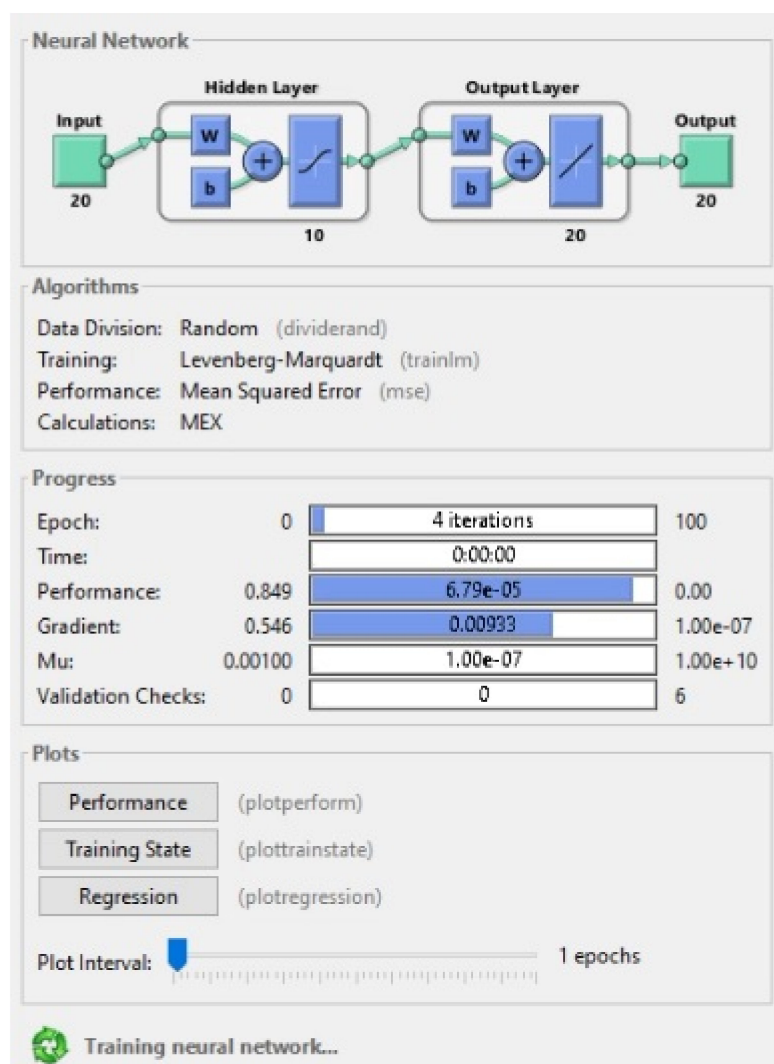 Neural Network
Hidden Layer Output Layer
Input Output
W W
+ +
b b
20 20
10 20
Algorithms
Data Division: Random (dividerand)
Training: Levenberg-Marquardt (trainlm)
Performance: Mean Squared Error (mse)
Calculations: MEX
Progress
Epoch: 0 4 iterations 100
Time: 0:00:00
Performance: 0.849 6.79e-05 0.00
Gradient: 0.546 0.00933 1.00e-07
Mu: 0.00100 1.00e-07 1.00e+10
Validation Checks: 0 0 6
Plots
Performance (plotperform)
Training State (plottrainstate)
Regression (plotregression)
Plot Interval: 1 epochs
Training neural network...